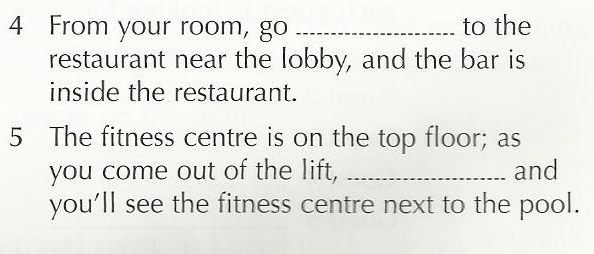 4 From your room, go ........................... to the
restaurant near the lobby, and the bar is
inside the restaurant.
5 The fitness centre is on the top floor; as
you come out of the lift, ........................... and
you'll see the fitness centre next to the pool.